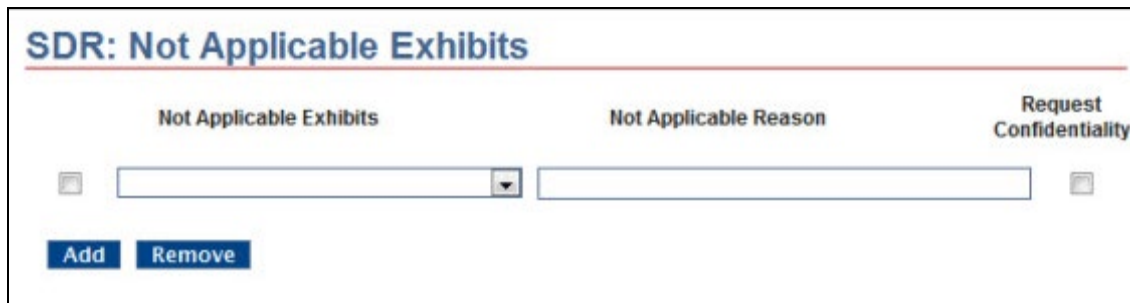 SDR: Not Applicable Exhibits
Not Applicable Exhibits
Not Applicable Reason
Request
Confidentiality
Add
Remove